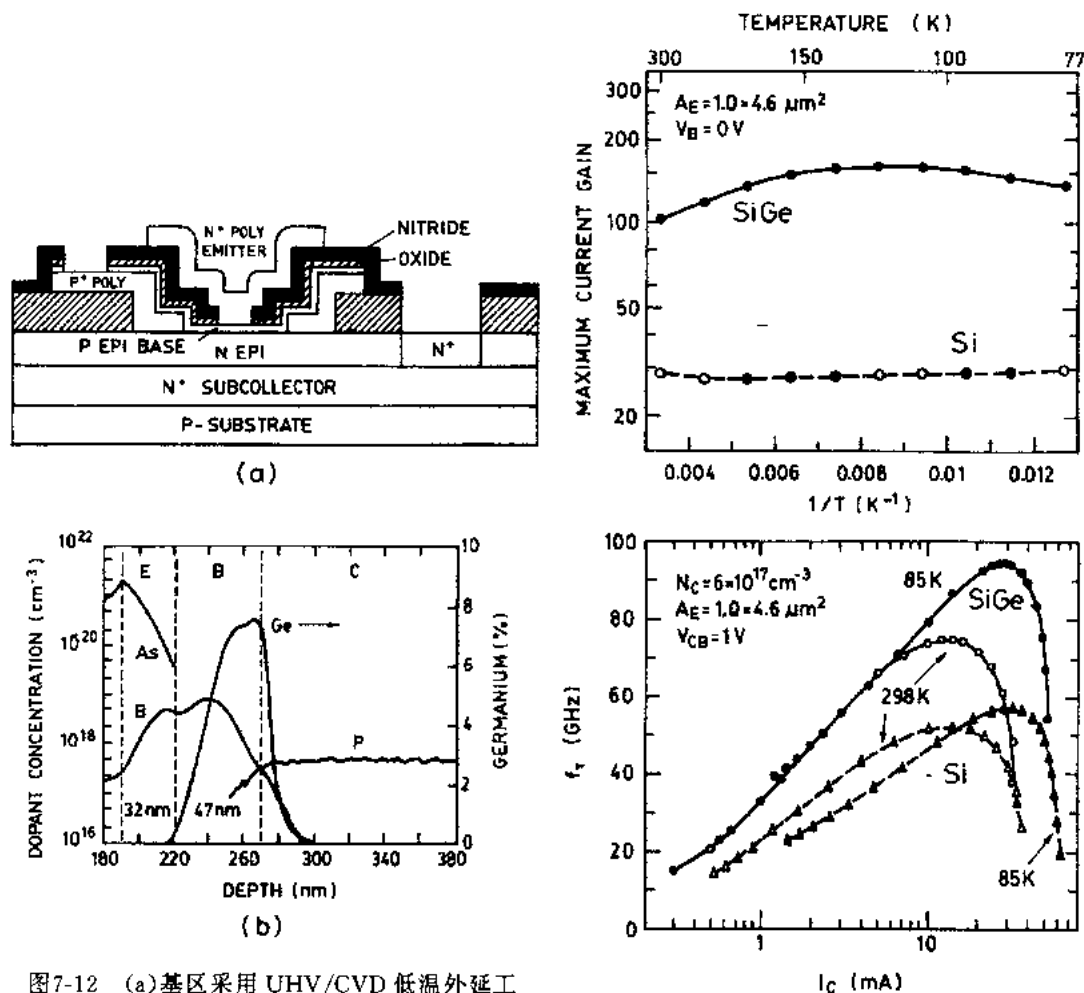 N⁺ POLY
EMITTER
NITRIDE
OXIDE
P⁺ POLY
P EPI BASE
N EPI
N⁺
N⁺ SUBCOLLECTOR
P-SUBSTRATE
(a)
TEMPERATURE (K)
300 150 100 77
MAXIMUM CURRENT GAIN
300
200
150
100
50
30
20
A_E=1.0×4.6 μm²
V_B=0V
SiGe
Si
0.004 0.006 0.008 0.01 0.012
1/T (K⁻¹)
DOPANT CONCENTRATION (cm⁻³)
10²²
10²⁰
10¹⁸
10¹⁶
E B C
As
B
Ge
P
32nm
47nm
10
8
6
4
2
0
GERMANIUM (%)
180 220 260 300 340 380
DEPTH (nm)
(b)
f_T (GHz)
100
80
60
40
20
0
N_C=6×10¹⁷cm⁻³
A_E=1.0×4.6 μm²
V_CB=1V
85K
SiGe
298K
Si
85K
1 10
I_C (mA)
图7-12 (a)基区采用 UHV/CVD 低温外延工